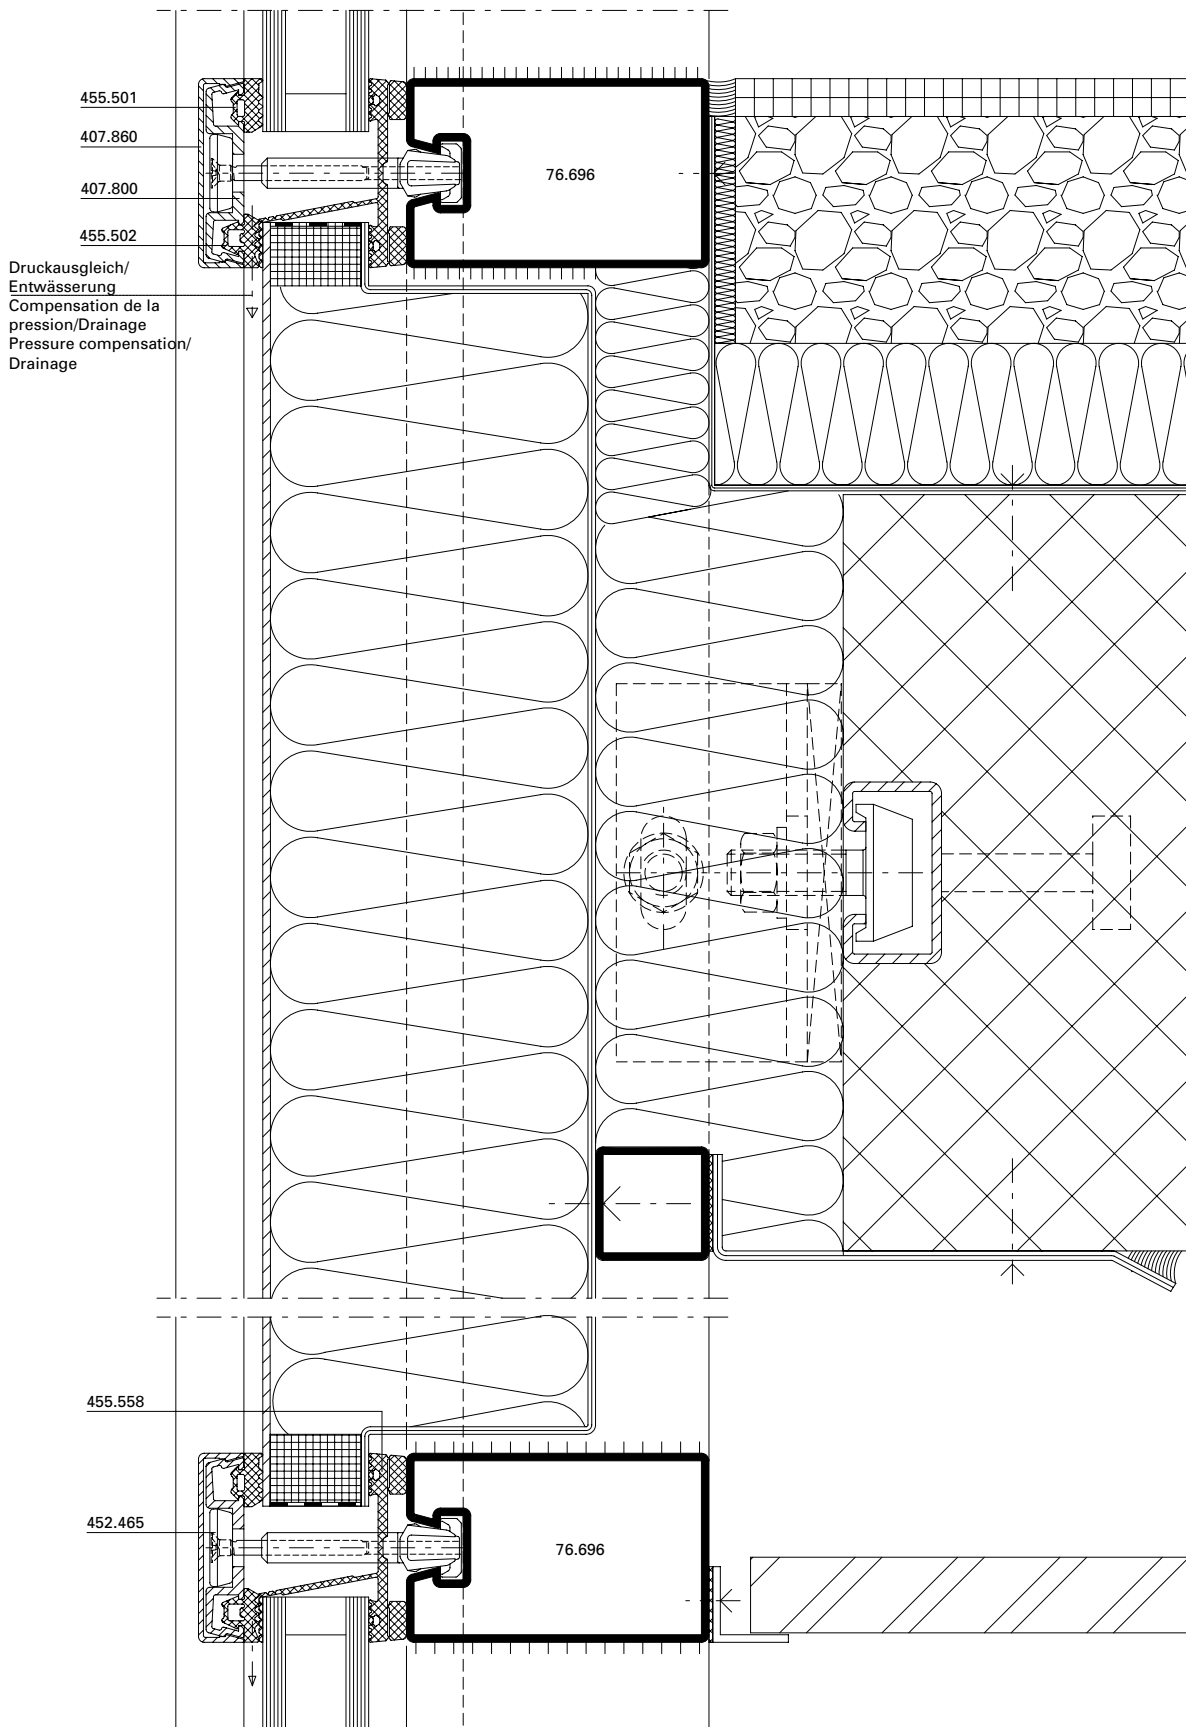 455.501
407.860
76.696
407.800
455.502
Druckausgleich/
Entwässerung
Compensation de la
pression/Drainage
Pressure compensation/
Drainage
455.558
452.465
76.696